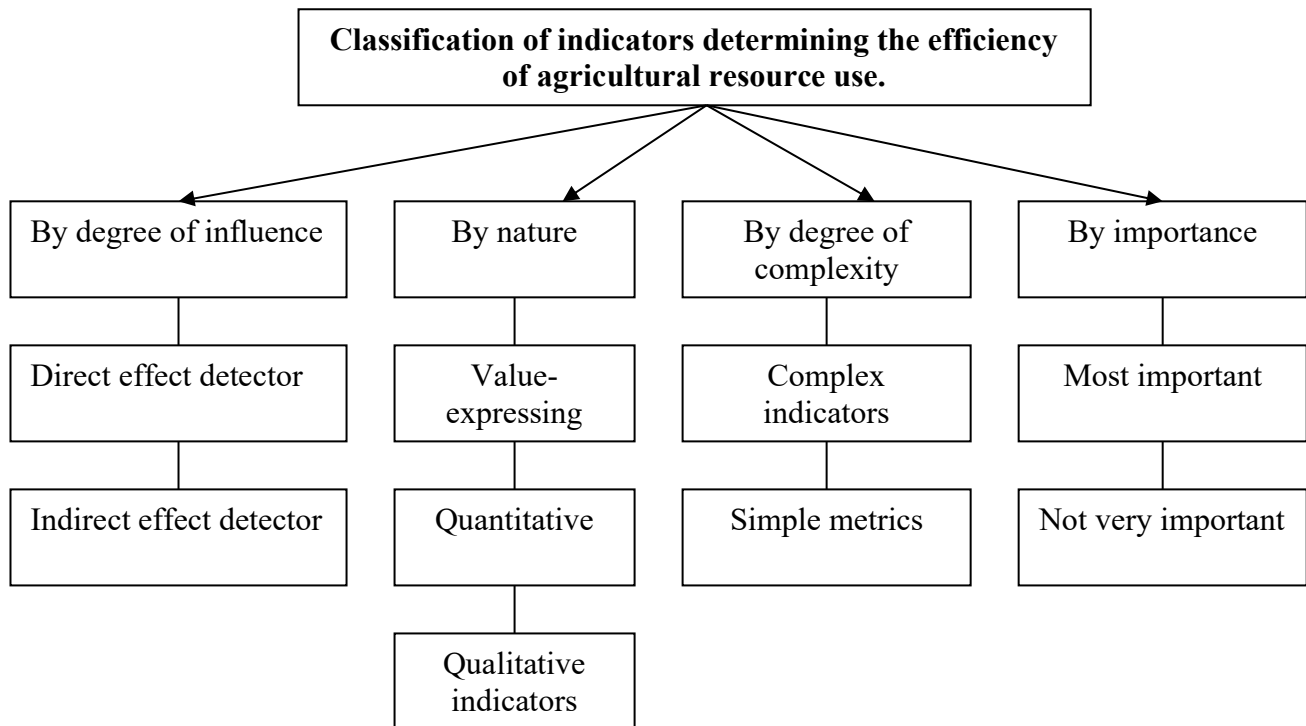 Classification of indicators determining the efficiency
of agricultural resource use.
By degree of influence
By nature
By degree of
complexity
By importance
Direct effect detector
Value-
expressing
Complex
indicators
Most important
Indirect effect detector
Quantitative
Simple metrics
Not very important
Qualitative
indicators